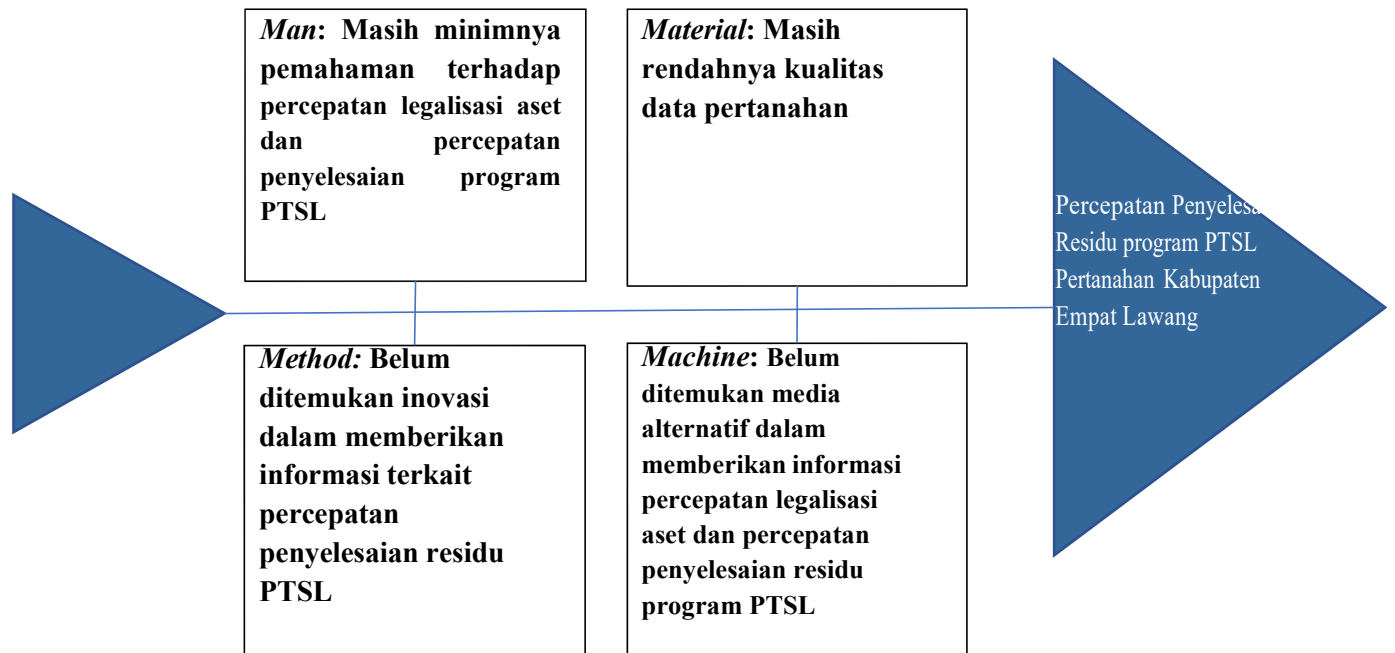 Man: Masih minimnya
pemahaman terhadap
percepatan legalisasi aset
dan percepatan
penyelesaian program
PTSL
Material: Masih
rendahnya kualitas
data pertanahan
Percepatan Penyelesa
Residu program PTSL
Pertanahan Kabupaten
Empat Lawang
Method: Belum
ditemukan inovasi
dalam memberikan
informasi terkait
percepatan
penyelesaian residu
PTSL
Machine: Belum
ditemukan media
alternatif dalam
memberikan informasi
percepatan legalisasi
aset dan percepatan
penyelesaian residu
program PTSL